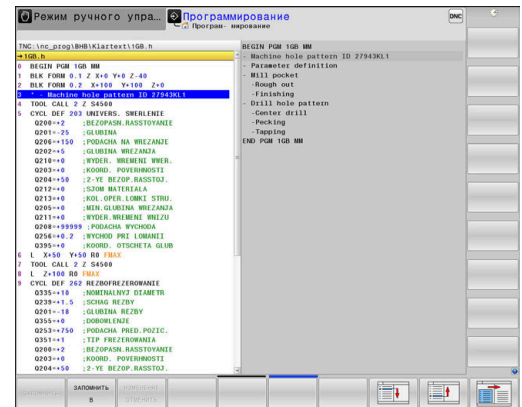 Режим ручного упра...
Программирование
Програм- мирование
DNC
TNC:\nc_prog\BHB\Klartext\1GB.h
→1GB.h
0 BEGIN PGM 1GB MM
1 BLK FORM 0.1 Z X+0 Y+0 Z-40
2 BLK FORM 0.2 X+100 Y+100 Z+0
3 * - Machine hole pattern ID 27943KL1
4 TOOL CALL 2 Z S4500
5 CYCL DEF 203 UNIVERS. SWERLENIE
Q200=+2 ;BEZOPASN.RASSTOYANIE
Q201=-25 ;GLUBINA
Q206=+150 ;PODACHA NA WREZANJE
Q202=+5 ;GLUBINA WREZANJA
Q210=+0 ;WYDER. WREMENI WWER.
Q203=+0 ;KOORD. POVERHNOSTI
Q204=+50 ;2-YE BEZOP.RASSTOJ.
Q212=+0 ;SJOM MATERIALA
Q213=+0 ;KOL.OPER.LOMKI STRU.
Q205=+0 ;MIN.GLUBINA WREZANJA
Q211=+0 ;WYDER.WREMENI WNIZU
Q208=+99999 ;PODACHA WYCHODA
Q256=+0.2 ;WYCHOD PRI LOMANII
Q395=+0 ;KOORD. OTSCHETA GLUB
6 L X+50 Y+50 R0 FMAX
7 TOOL CALL 2 Z S4500
8 L Z+100 R0 FMAX
9 CYCL DEF 262 REZBOFREZEROWANIE
Q335=+10 ;NOMINALNYJ DIAMETR
Q239=+1.5 ;SCHAG REZBY
Q201=-18 ;GLUBINA REZBY
Q355=+0 ;DOBOWLENJE
Q253=+750 ;PODACHA PRED.POZIC.
Q351=+1 ;TIP FREZEROWANIA
Q200=+2 ;BEZOPASN.RASSTOYANIE
Q203=+0 ;KOORD. POVERHNOSTI
Q204=+50 ;2-YE BEZOP.RASSTOJ.
BEGIN PGM 1GB MM
- Machine hole pattern ID 27943KL1
- Parameter definition
- Mill pocket
-Rough out
-Finishing
- Drill hole pattern
-Center drill
-Pecking
-Tapping
END PGM 1GB MM
ЗАПОМНИТЬ
ЗАПОМНИТЬ
В
ИЗМЕНЕНИЕ
ОТМЕНИТЬ